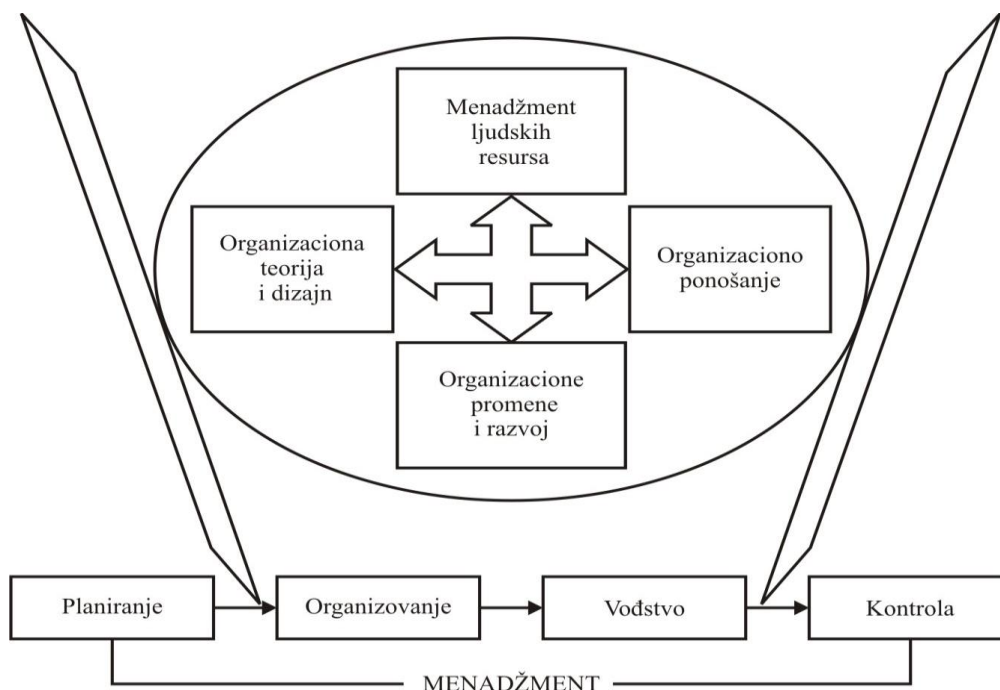 Menadžment
ljudskih
resursa
Organizaciona
teorija
i dizajn
Organizaciono
ponošanje
Organizacione
promene
i razvoj
Planiranje
Organizovanje
Vođstvo
Kontrola
MENADŽMENT